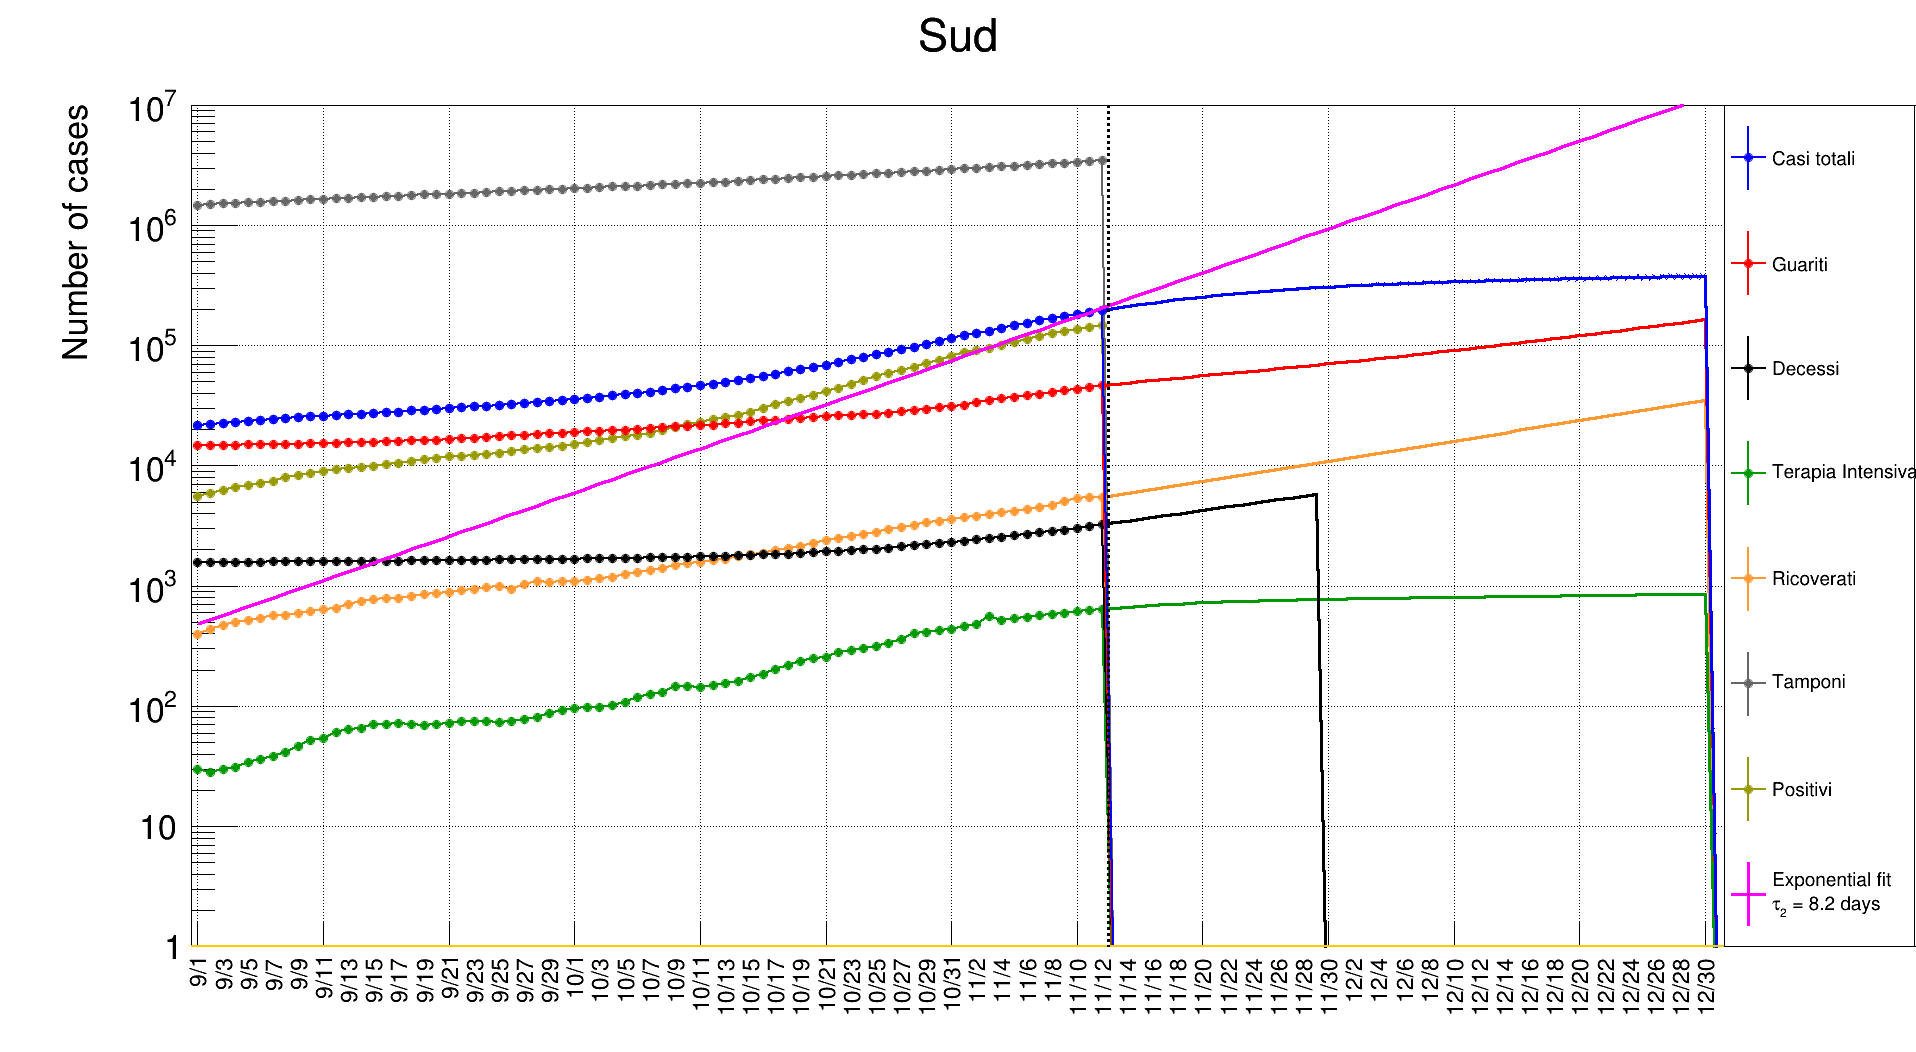 Sud
Number of cases
10^7
10^6
10^5
10^4
10^3
10^2
10
1
9/1 9/3 9/5 9/7 9/9 9/11 9/13 9/15 9/17 9/19 9/21 9/23 9/25 9/27 9/29 10/1 10/3 10/5 10/7 10/9 10/11 10/13 10/15 10/17 10/19 10/21 10/23 10/25 10/27 10/29 10/31 11/2 11/4 11/6 11/8 11/10 11/12 11/14 11/16 11/18 11/20 11/22 11/24 11/26 11/28 11/30 12/2 12/4 12/6 12/8 12/10 12/12 12/14 12/16 12/18 12/20 12/22 12/24 12/26 12/28 12/30
Casi totali
Guariti
Decessi
Terapia Intensiva
Ricoverati
Tamponi
Positivi
Exponential fit
τ₂ = 8.2 days